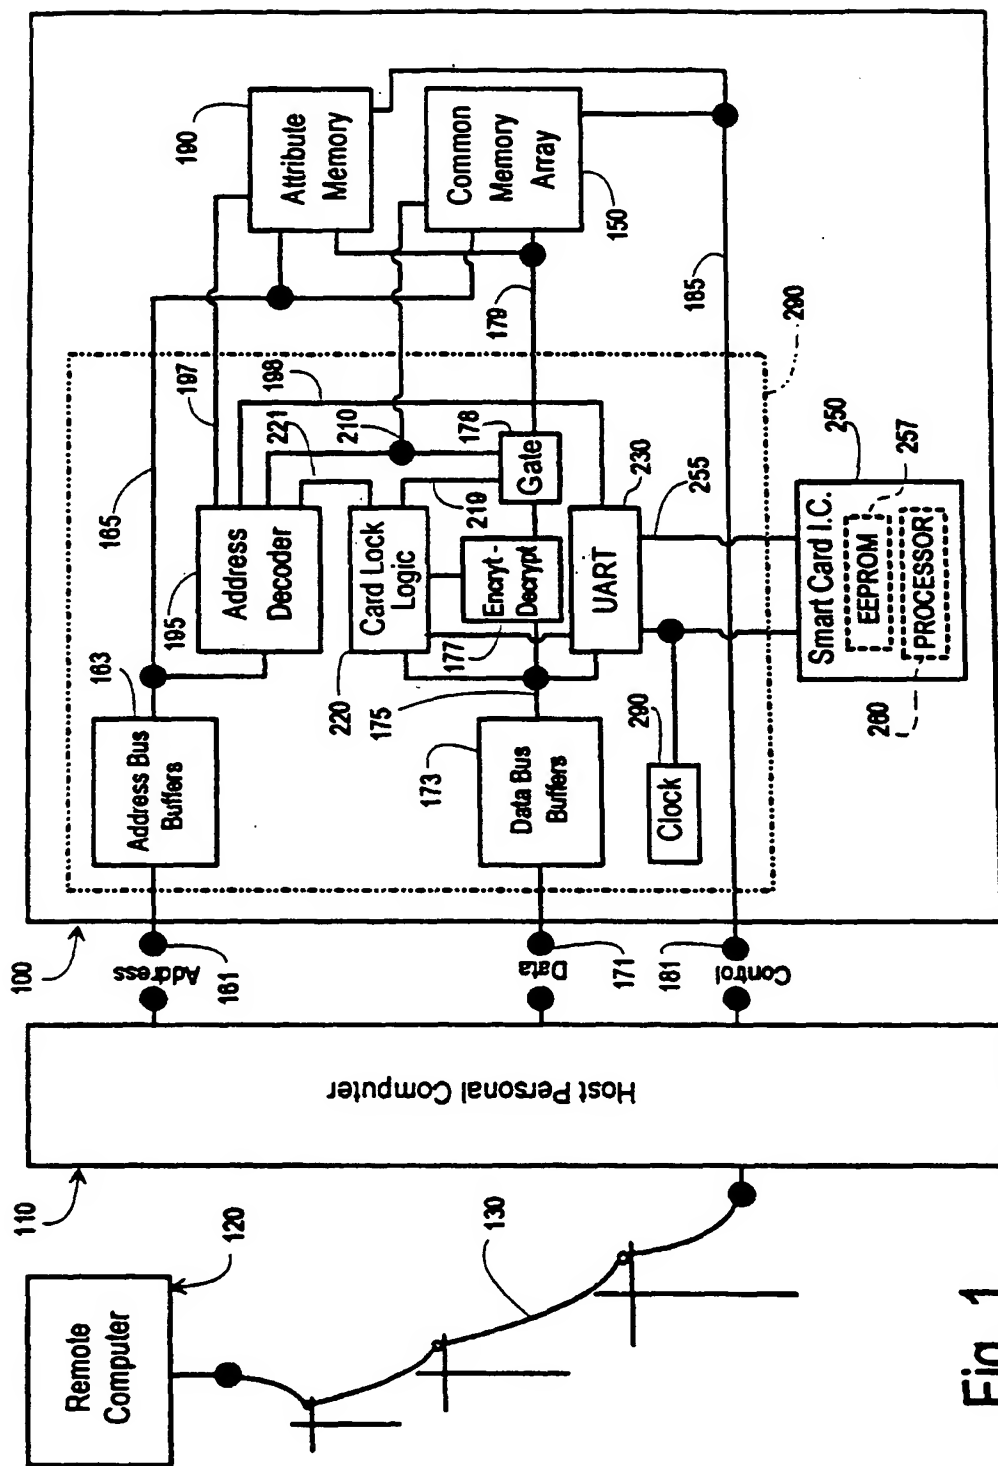 Remote
Computer
120
130
110
Host Personal Computer
100
Address
161
Data
171
Control
181
Address Bus
Buffers
163
165
Address
Decoder
195
197
221
198
210
Card Lock
Logic
220
219
Encryt -
Decrypt
177
Gate
178
179
175
Data Bus
Buffers
173
UART
230
255
Clock
290
Attribute
Memory
190
Common
Memory
Array
150
185
290
Smart Card I.C.
250
EEPROM
257
PROCESSOR
260
Fig. 1